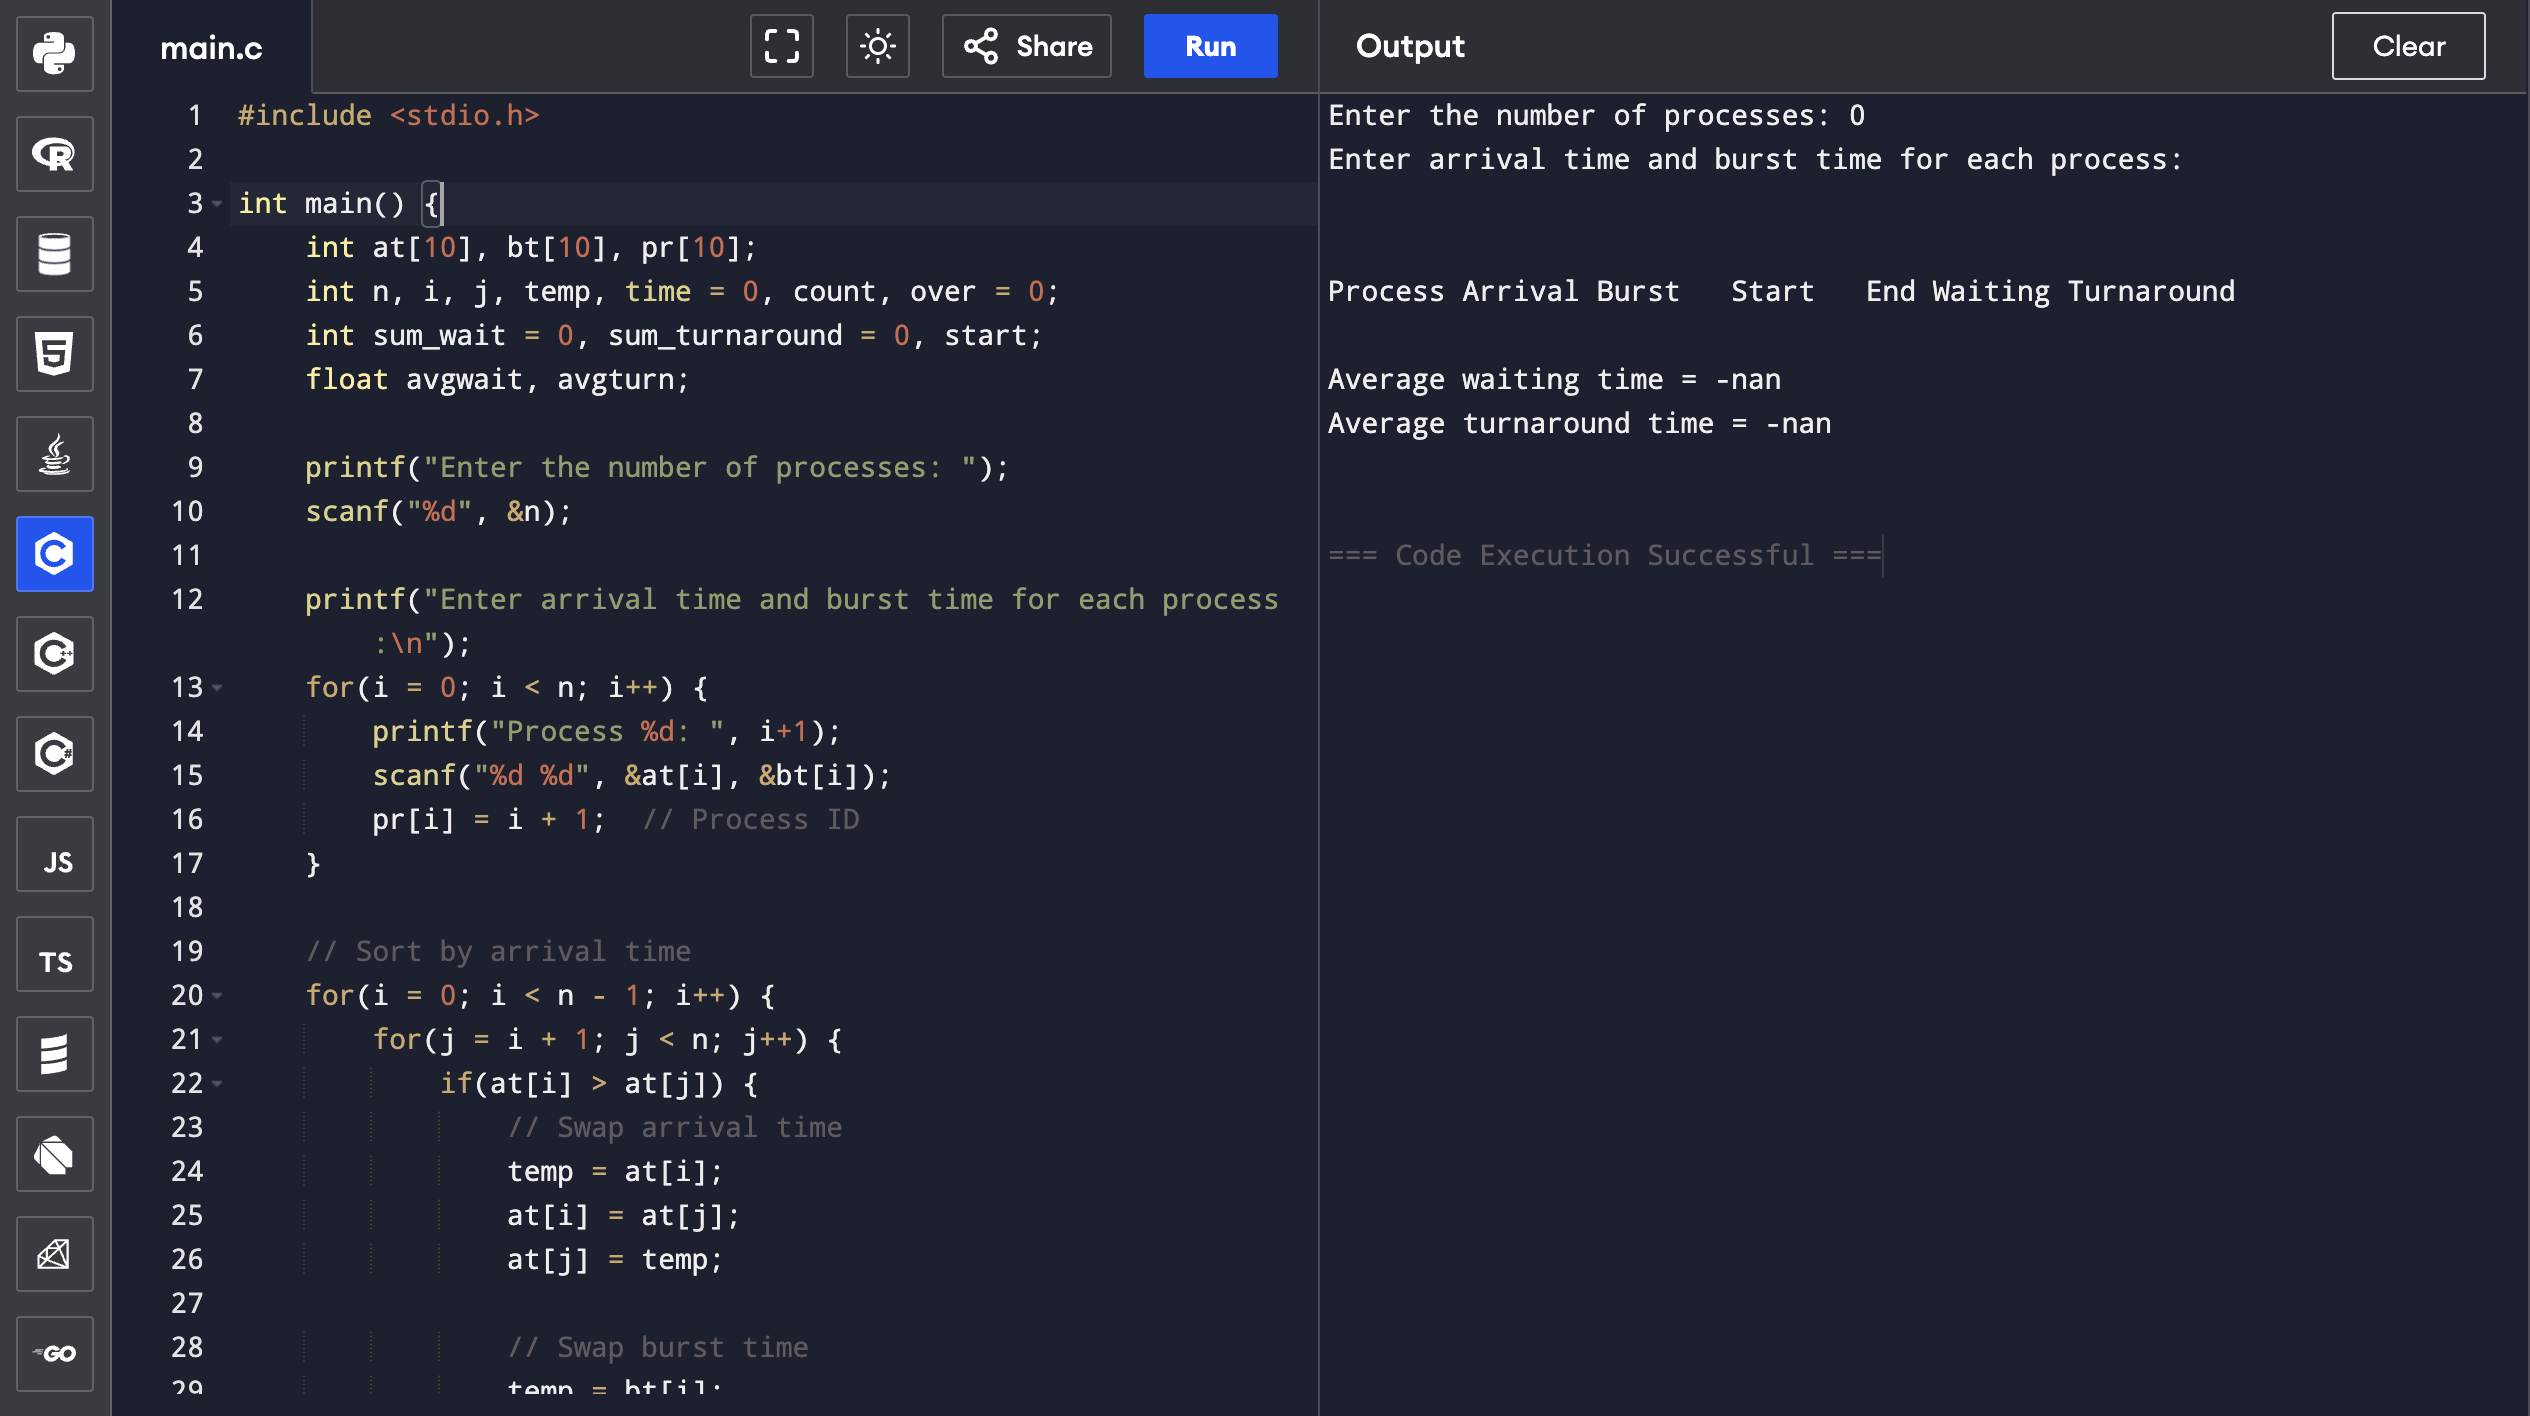 main.c
Share
Run
Output
Clear
R
5
C
C++
C#
JS
TS
GO
1 #include <stdio.h>
2
3 int main() {
4     int at[10], bt[10], pr[10];
5     int n, i, j, temp, time = 0, count, over = 0;
6     int sum_wait = 0, sum_turnaround = 0, start;
7     float avgwait, avgturn;
8
9     printf("Enter the number of processes: ");
10     scanf("%d", &n);
11
12     printf("Enter arrival time and burst time for each process
        :\n");
13     for(i = 0; i < n; i++) {
14         printf("Process %d: ", i+1);
15         scanf("%d %d", &at[i], &bt[i]);
16         pr[i] = i + 1;  // Process ID
17     }
18
19     // Sort by arrival time
20     for(i = 0; i < n - 1; i++) {
21         for(j = i + 1; j < n; j++) {
22             if(at[i] > at[j]) {
23                 // Swap arrival time
24                 temp = at[i];
25                 at[i] = at[j];
26                 at[j] = temp;
27
28                 // Swap burst time
29                 temp = bt[i];
Enter the number of processes: 0
Enter arrival time and burst time for each process:
Process Arrival Burst   Start   End Waiting Turnaround
Average waiting time = -nan
Average turnaround time = -nan
=== Code Execution Successful ===